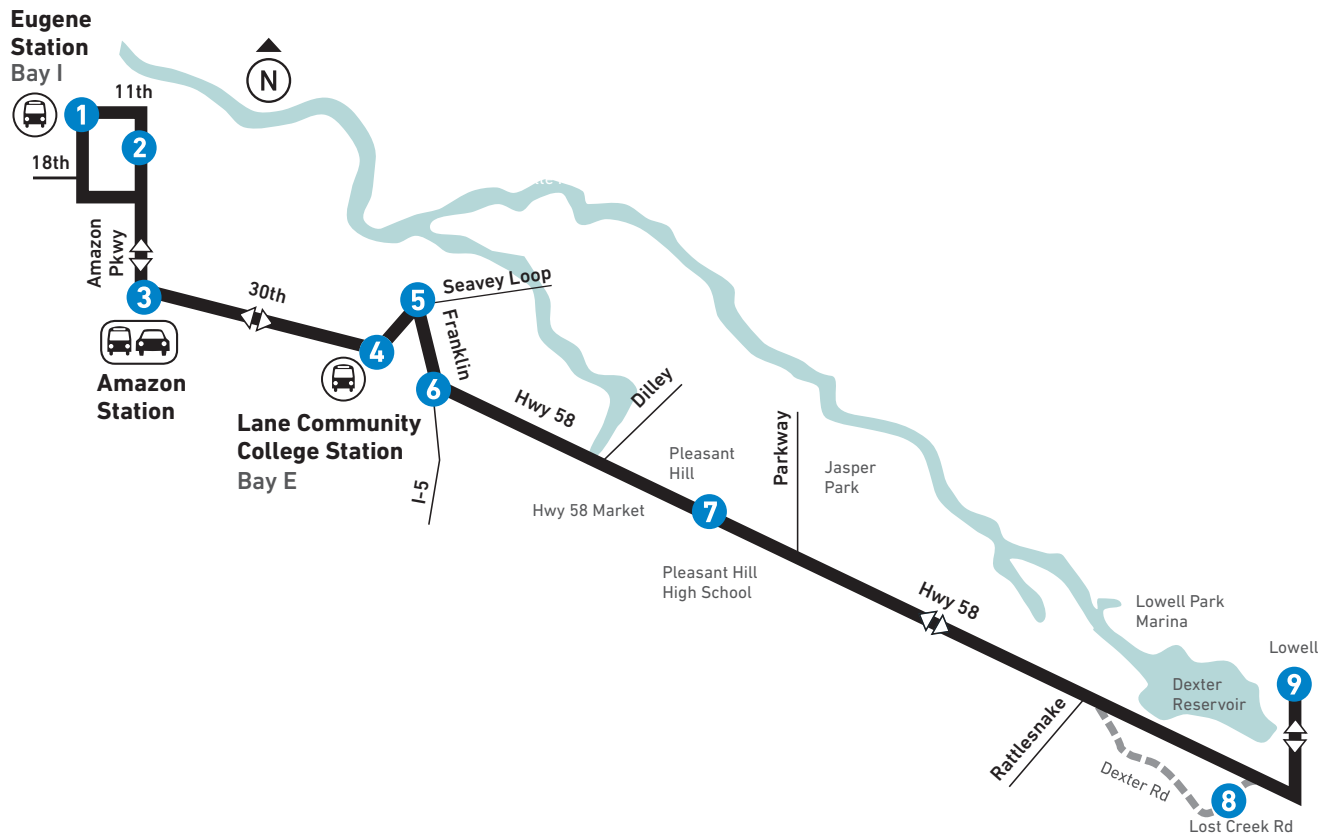 Eugene
Station
Bay I
N
11th
1
2
18th
Amazon
Pkwy
3
30th
Amazon
Station
4
5
Seavey Loop
Franklin
6
Lane Community
College Station
Bay E
I-5
Hwy 58
Dilley
Pleasant
Hill
Hwy 58 Market
7
Parkway
Jasper
Park
Pleasant Hill
High School
Hwy 58
Lowell Park
Marina
Lowell
9
Dexter
Reservoir
Rattlesnake
Dexter Rd
8
Lost Creek Rd